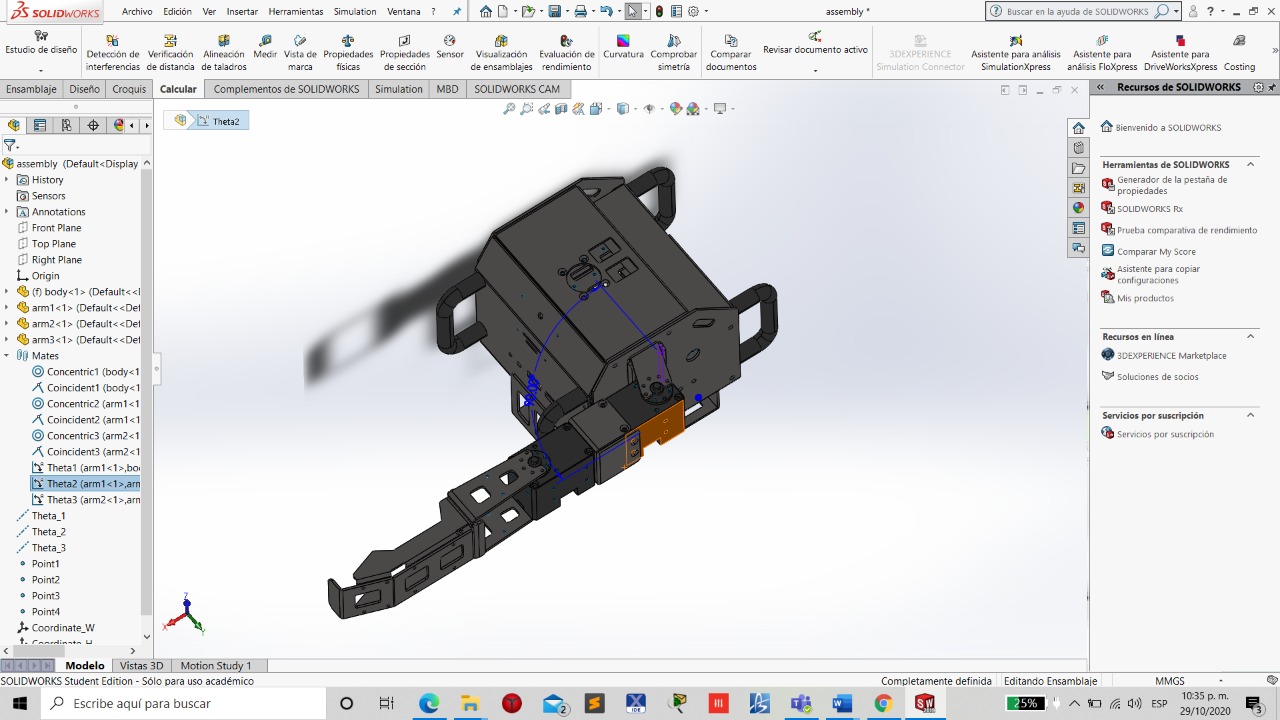 SOLIDWORKS
Archivo Edición Ver Insertar Herramientas Simulation Ventana ?
assembly *
Buscar en la ayuda de SOLIDWORKS
Estudio de diseño
Detección de interferencias
Verificación de distancia
Alineación de agujeros
Medir
Vista de marca
Propiedades físicas
Propiedades de sección
Sensor
Visualización de ensamblajes
Evaluación de rendimiento
Curvatura
Comprobar simetría
Comparar documentos
Revisar documento activo
3DEXPERIENCE Simulation Connector
Asistente para análisis SimulationXpress
Asistente para análisis FloXpress
Asistente para DriveWorksXpress
Costing
Ensamblaje Diseño Croquis Calcular Complementos de SOLIDWORKS Simulation MBD SOLIDWORKS CAM
Theta2
assembly (Default<Display
History
Sensors
Annotations
Front Plane
Top Plane
Right Plane
Origin
(f) body<1> (Default<
arm1<1> (Default<<Def
arm2<1> (Default<<Def
arm3<1> (Default<<Def
Mates
Concentric1 (body<1
Coincident1 (body<1
Concentric2 (arm1<1
Coincident2 (arm1<1
Concentric3 (arm2<1
Coincident3 (arm2<1
Theta1 (arm1<1>,bo
Theta2 (arm1<1>,arm
Theta3 (arm2<1>,arm
Theta_1
Theta_2
Theta_3
Point1
Point2
Point3
Point4
Coordinate_W
Coordinate_H
Z
X
Y
Recursos de SOLIDWORKS
Bienvenido a SOLIDWORKS
Herramientas de SOLIDWORKS
Generador de la pestaña de
propiedades
SOLIDWORKS Rx
Prueba comparativa de rendimiento
Comparar My Score
Asistente para copiar
configuraciones
Mis productos
Recursos en línea
3DEXPERIENCE Marketplace
Soluciones de socios
Servicios por suscripción
Servicios por suscripción
Modelo Vistas 3D Motion Study 1
SOLIDWORKS Student Edition - Sólo para uso académico
Completamente definida Editando Ensamblaje MMGS
Escribe aquí para buscar
25%
ESP
10:35 p. m.
29/10/2020